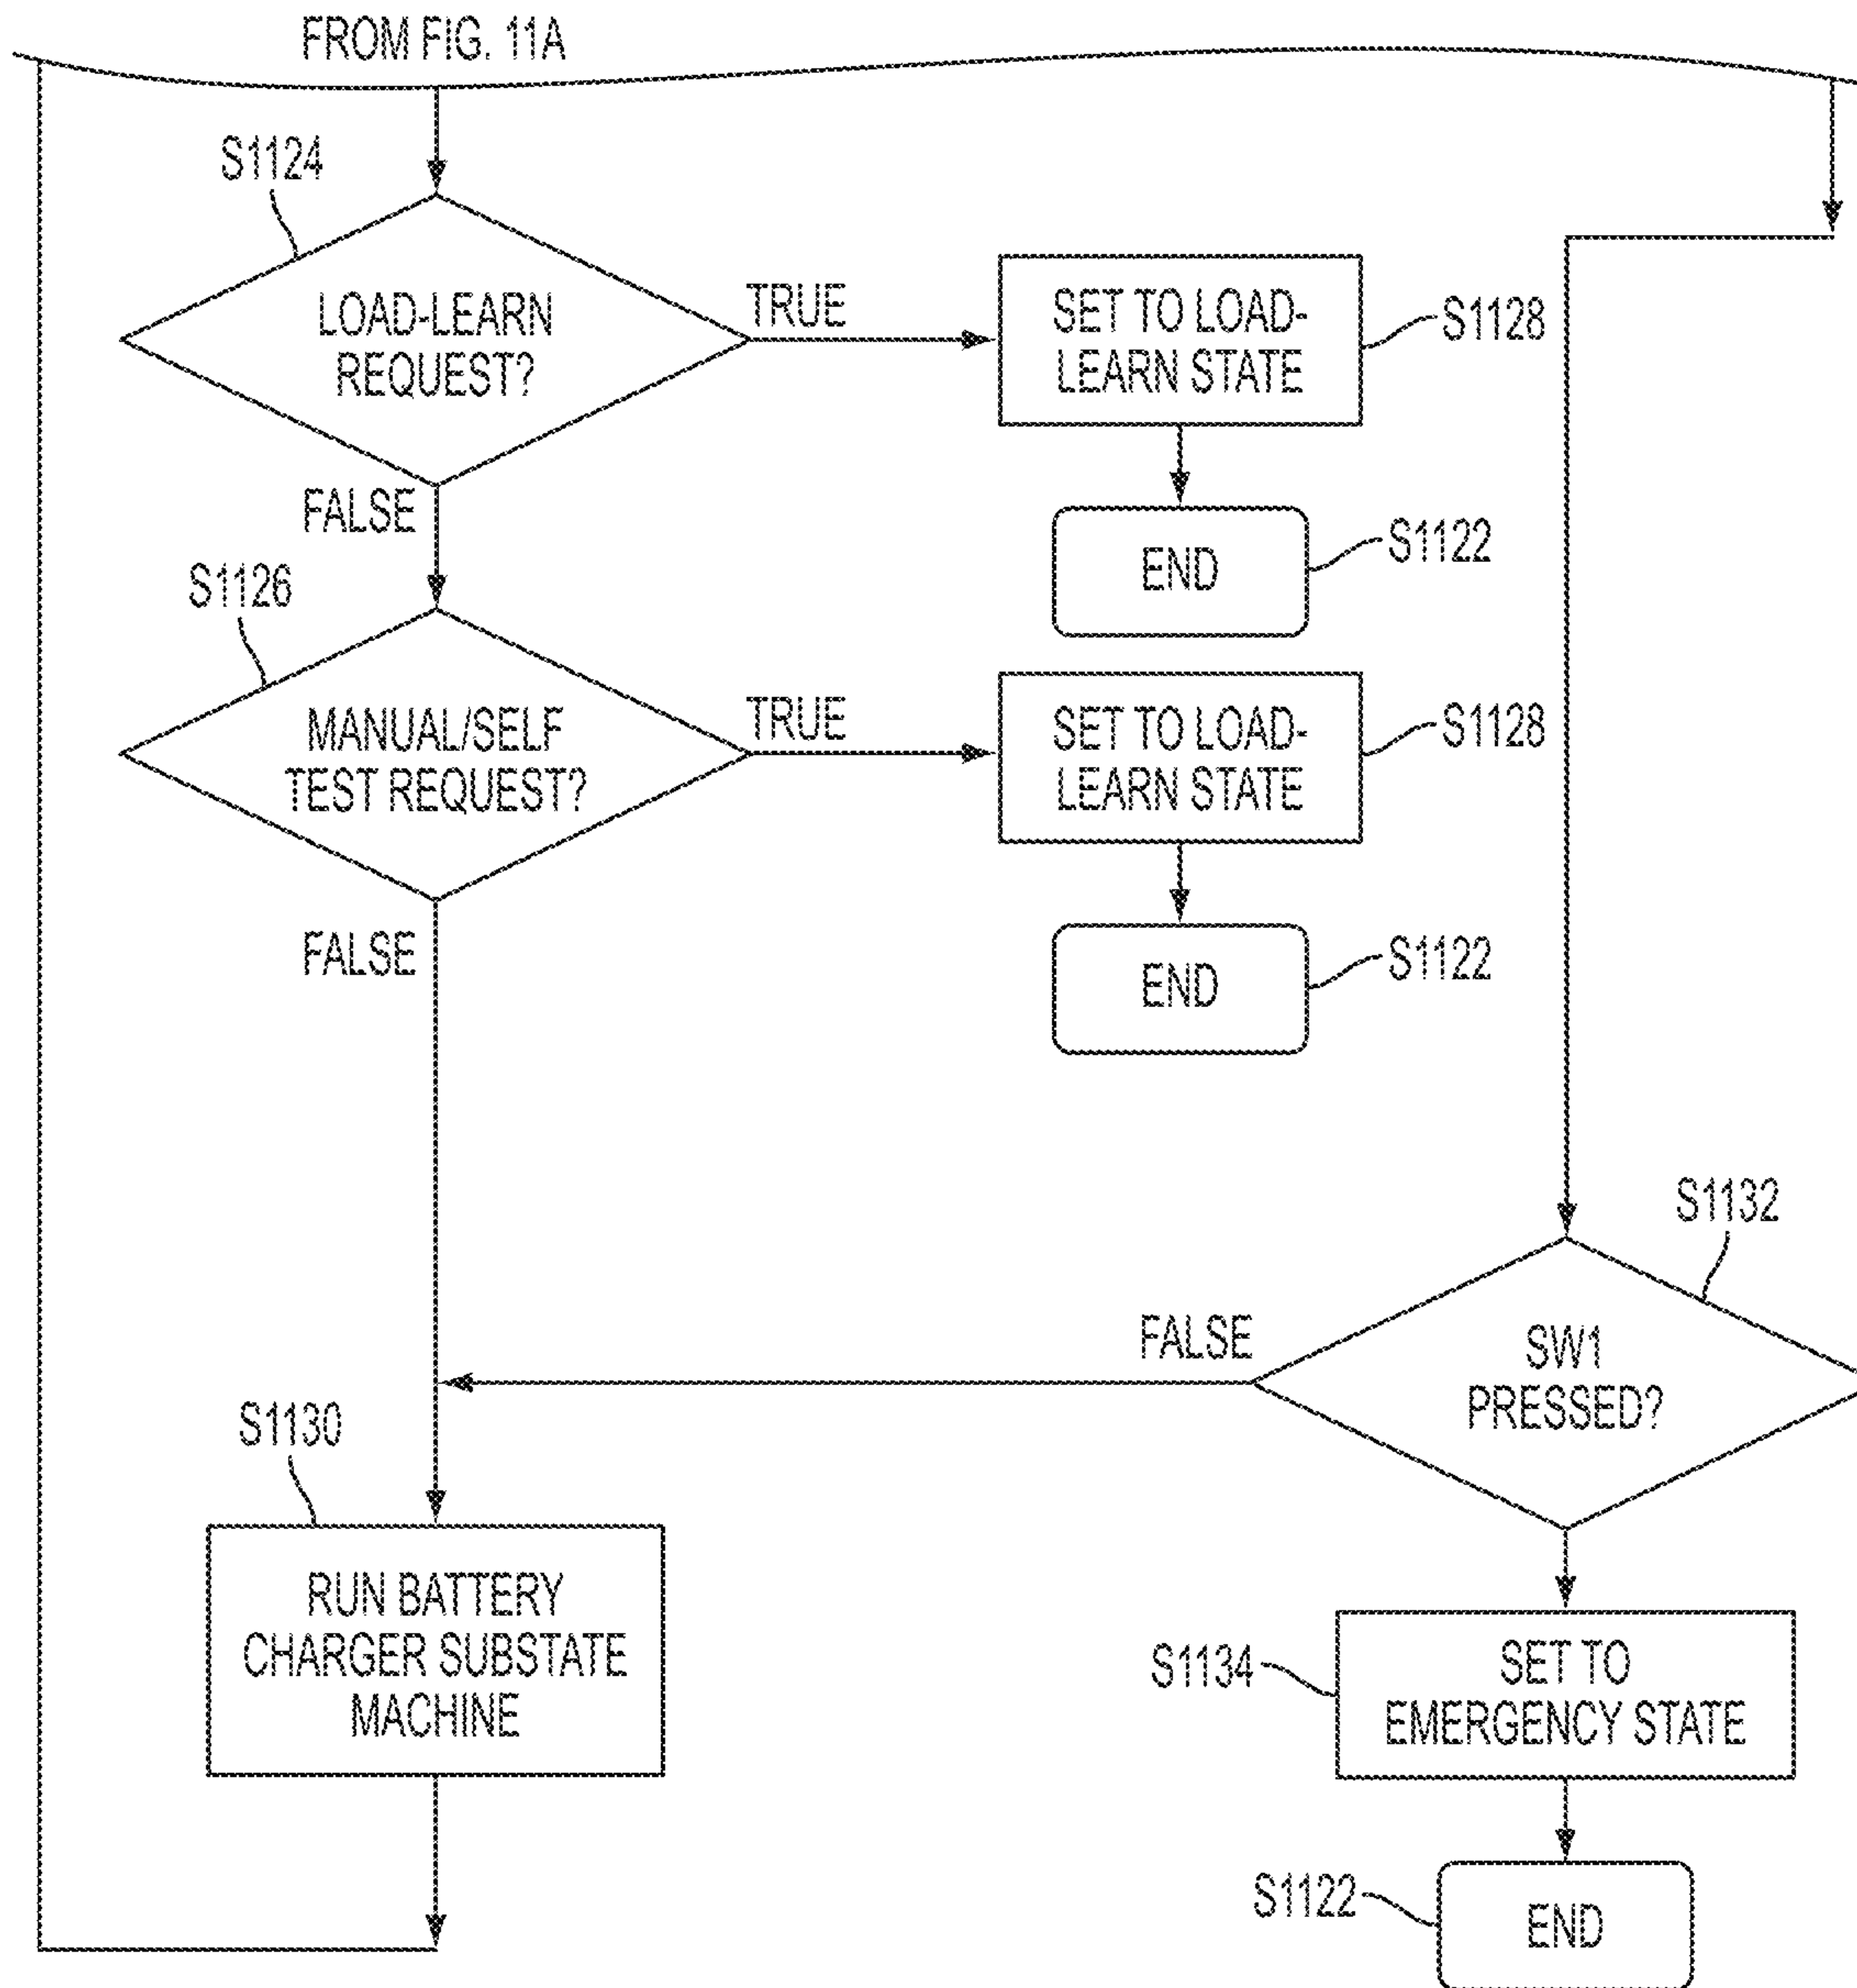 FROM FIG. 11A
S1124
LOAD-LEARN
REQUEST?
TRUE
SET TO LOAD-
LEARN STATE
S1128
FALSE
END
S1122
S1126
MANUAL/SELF
TEST REQUEST?
TRUE
SET TO LOAD-
LEARN STATE
S1128
FALSE
END
S1122
S1132
FALSE
SW1
PRESSED?
S1130
RUN BATTERY
CHARGER SUBSTATE
MACHINE
S1134
SET TO
EMERGENCY STATE
S1122
END